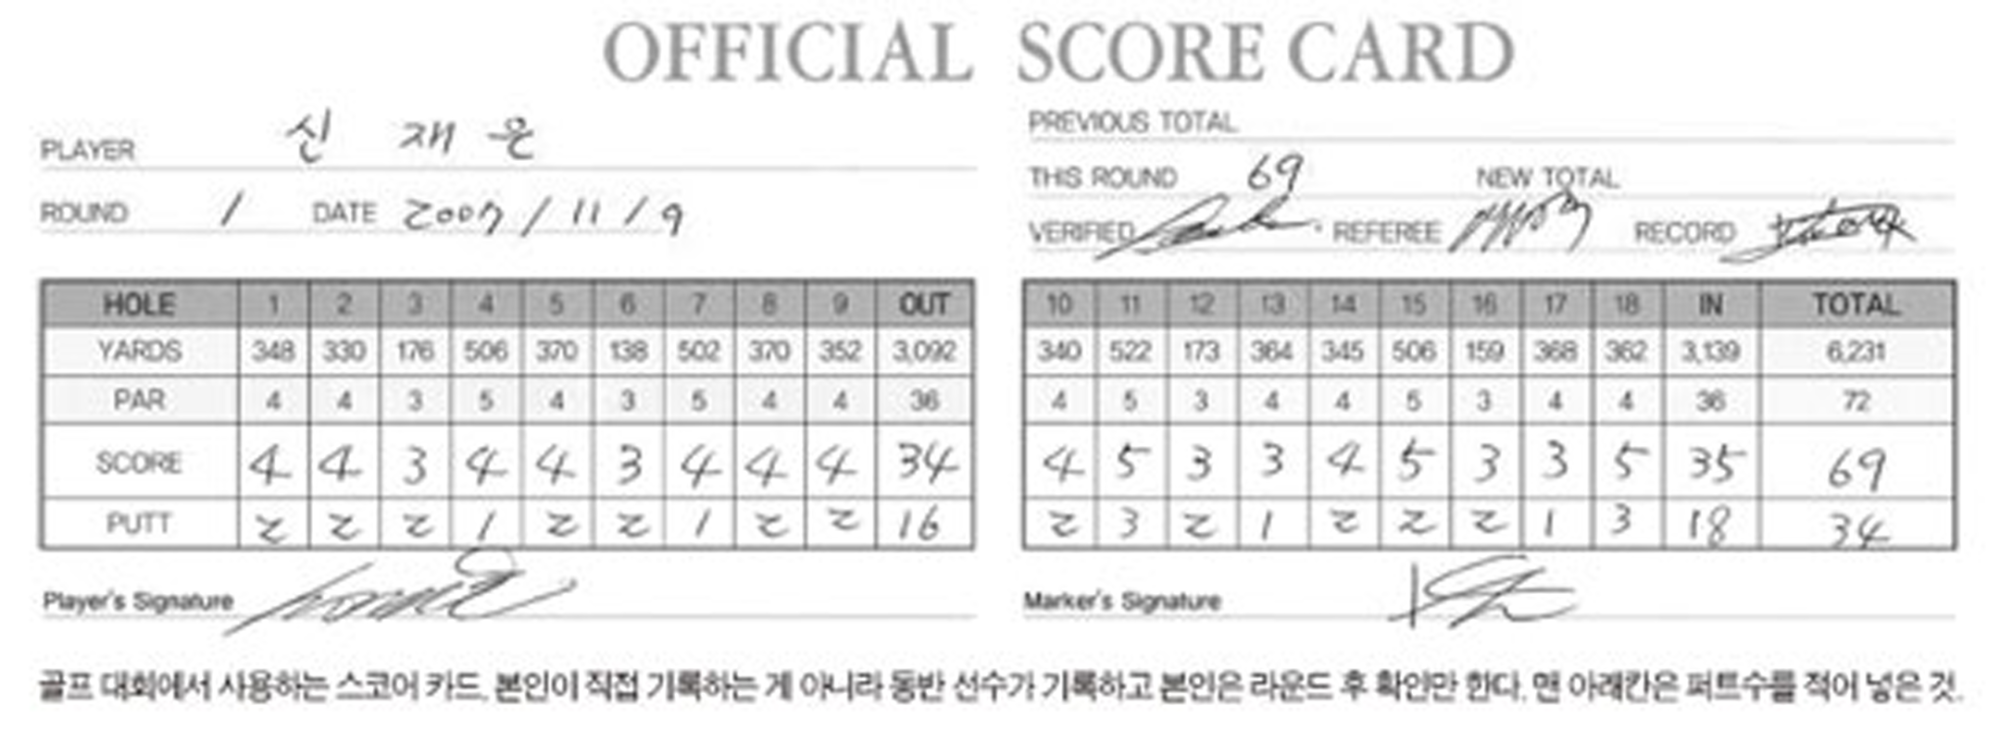 OFFICIAL SCORE CARD
PLAYER 신 재은
ROUND 1 DATE 2007/11/9
PREVIOUS TOTAL
THIS ROUND 69 NEW TOTAL
VERIFIED REFEREE RECORD
HOLE 1 2 3 4 5 6 7 8 9 OUT
YARDS 348 330 176 506 370 138 502 370 352 3,092
PAR 4 4 3 5 4 3 5 4 4 36
SCORE 4 4 3 4 4 3 4 4 4 34
PUTT 2 2 2 1 2 2 1 2 2 16
10 11 12 13 14 15 16 17 18 IN TOTAL
340 522 173 364 345 506 159 368 362 3,139 6,231
4 5 3 4 4 5 3 4 4 36 72
4 5 3 3 4 5 3 3 5 35 69
2 3 2 1 2 2 2 1 3 18 34
Player's Signature
Marker's Signature
골프 대회에서 사용하는 스코어 카드. 본인이 직접 기록하는 게 아니라 동반 선수가 기록하고 본인은 라운드 후 확인만 한다. 맨 아래칸은 퍼트수를 적어 넣은 것.